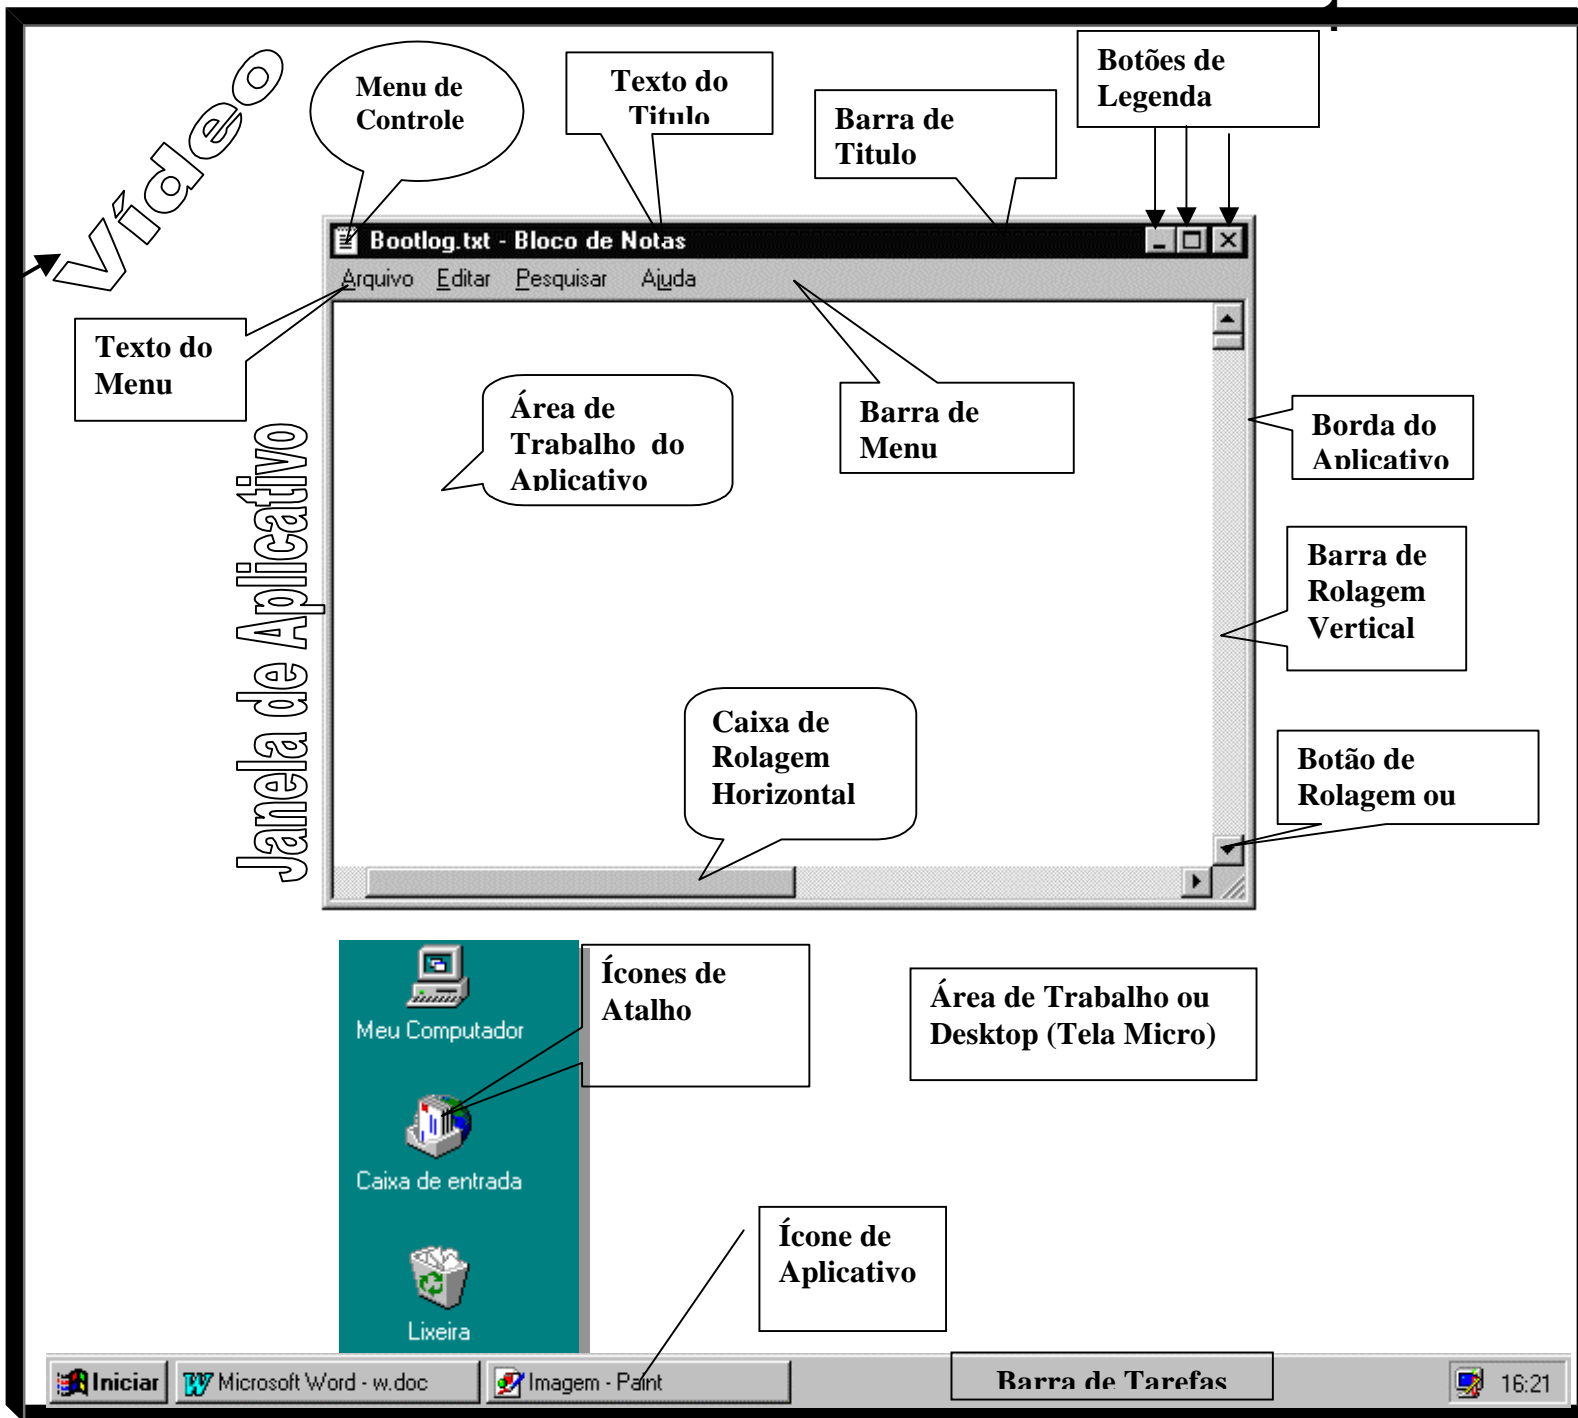 Vídeo
Menu de
Controle
Texto do
Titulo
Barra de
Titulo
Botões de
Legenda
Bootlog.txt - Bloco de Notas
Arquivo Editar Pesquisar Ajuda
Texto do
Menu
Área de
Trabalho do
Aplicativo
Barra de
Menu
Borda do
Aplicativo
Janela de Aplicativo
Barra de
Rolagem
Vertical
Caixa de
Rolagem
Horizontal
Botão de
Rolagem ou
Meu Computador
Ícones de
Atalho
Área de Trabalho ou
Desktop (Tela Micro)
Caixa de entrada
Ícone de
Aplicativo
Lixeira
Iniciar
Microsoft Word - w.doc
Imagem - Paint
Barra de Tarefas
16:21